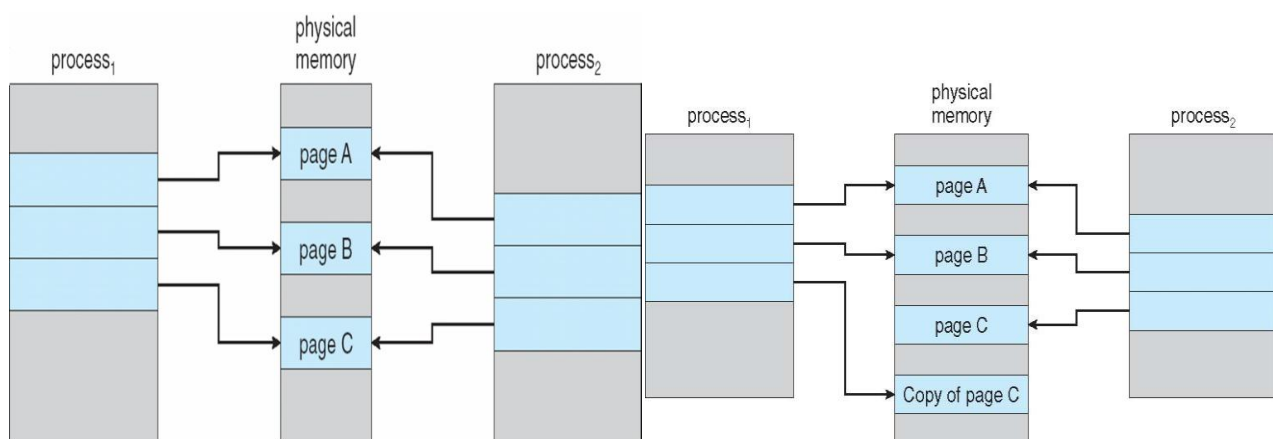 physical
memory
process₁
process₂
page A
page B
page C
physical
memory
process₁
process₂
page A
page B
page C
Copy of page C